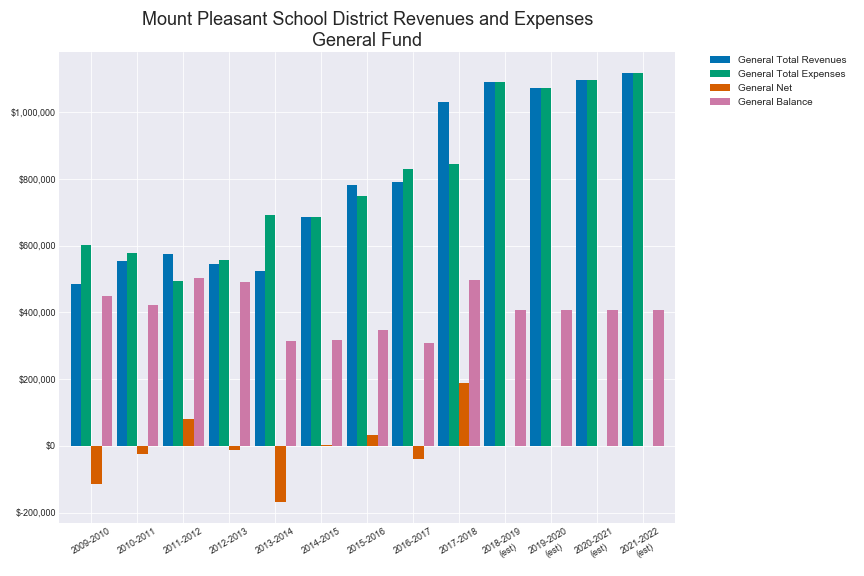 Mount Pleasant School District Revenues and Expenses
General Fund
General Total Revenues
General Total Expenses
General Net
General Balance
$1,000,000
$800,000
$600,000
$400,000
$200,000
$0
$-200,000
2009-2010
2010-2011
2011-2012
2012-2013
2013-2014
2014-2015
2015-2016
2016-2017
2017-2018
2018-2019
(est)
2019-2020
(est)
2020-2021
(est)
2021-2022
(est)